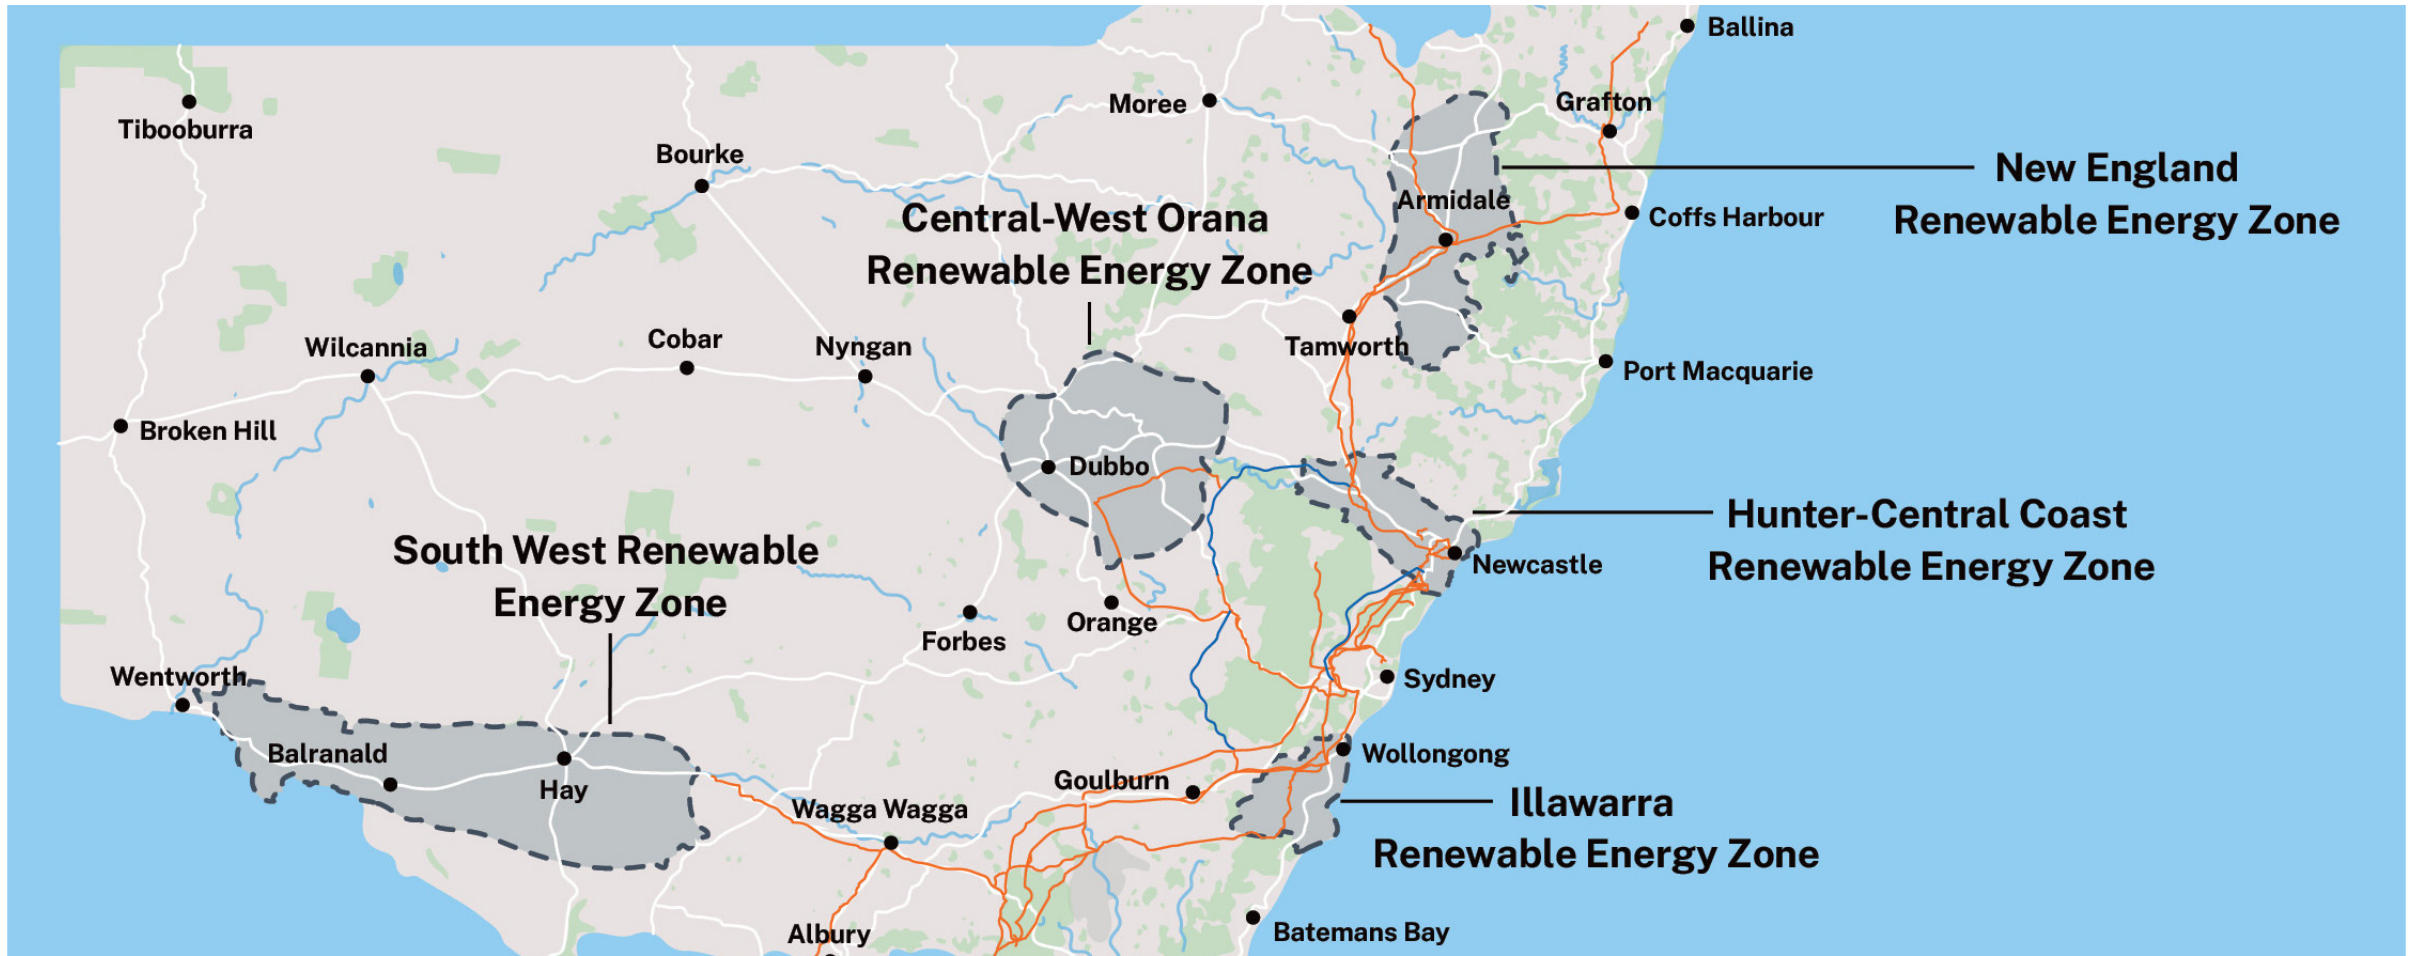 Ballina
Tibooburra
Moree
Grafton
Bourke
New England
Renewable Energy Zone
Armidale
Coffs Harbour
Central-West Orana
Renewable Energy Zone
Wilcannia
Cobar
Nyngan
Tamworth
Port Macquarie
Broken Hill
Dubbo
Hunter-Central Coast
Renewable Energy Zone
South West Renewable
Energy Zone
Newcastle
Orange
Forbes
Wentworth
Sydney
Balranald
Hay
Wollongong
Goulburn
Wagga Wagga
Illawarra
Renewable Energy Zone
Albury
Batemans Bay